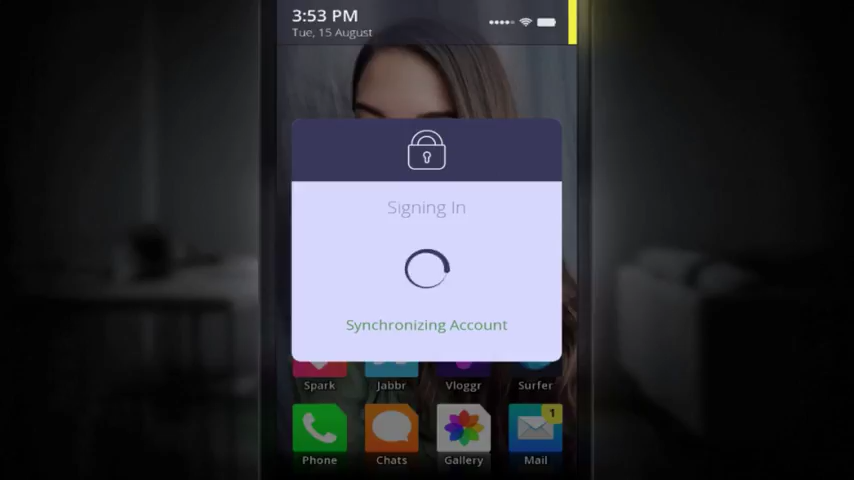 3:53 PM
Tue, 15 August
Signing In
Synchronizing Account
Spark Jabbr Vloggr Surfer
1
Phone Chats Gallery Mail